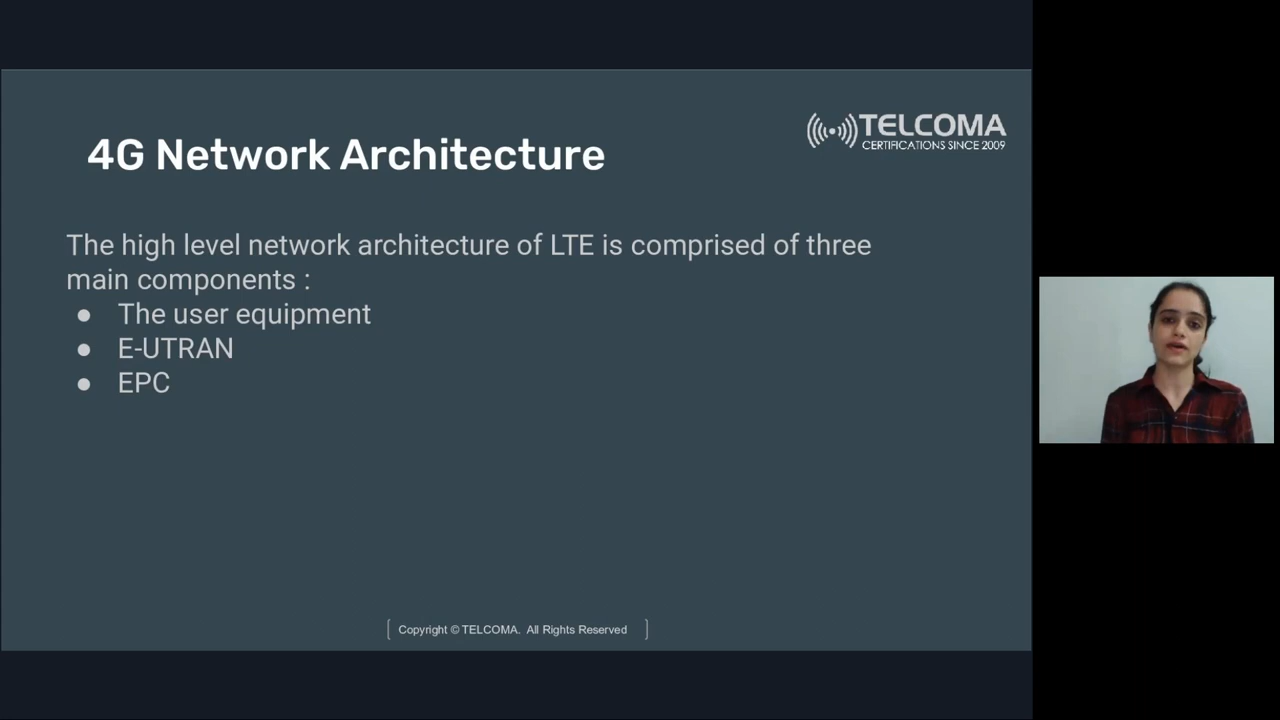 TELCOMA
CERTIFICATIONS SINCE 2009
4G Network Architecture
The high level network architecture of LTE is comprised of three
main components :
● The user equipment
● E-UTRAN
● EPC
Copyright © TELCOMA. All Rights Reserved